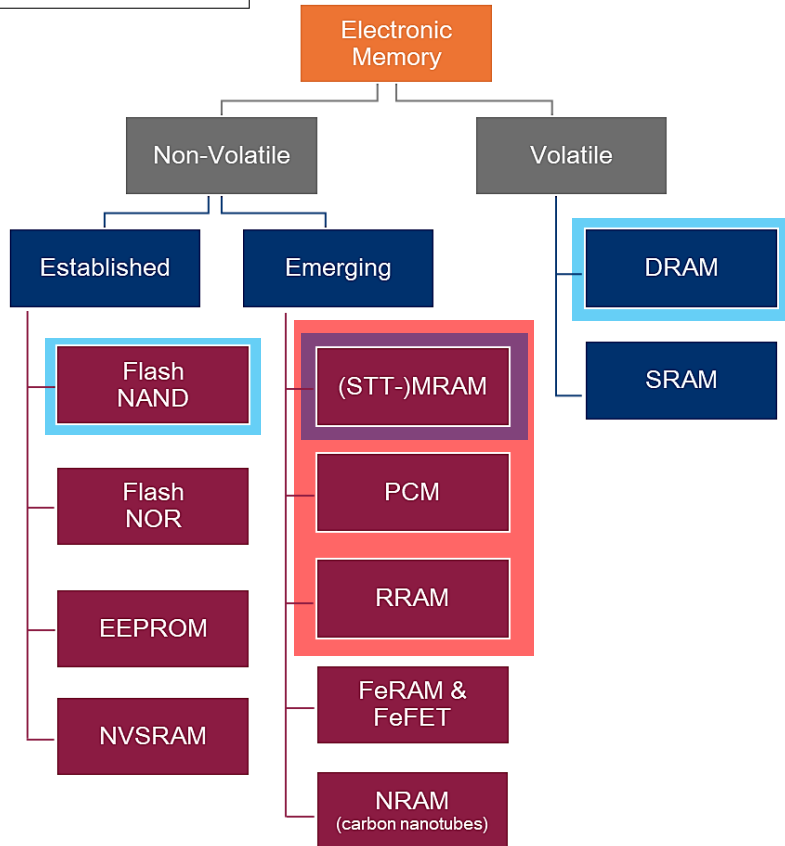 Electronic
Memory
Non-Volatile
Volatile
Established
Emerging
DRAM
SRAM
Flash
NAND
Flash
NOR
EEPROM
NVSRAM
(STT-)MRAM
PCM
RRAM
FeRAM &
FeFET
NRAM
(carbon nanotubes)